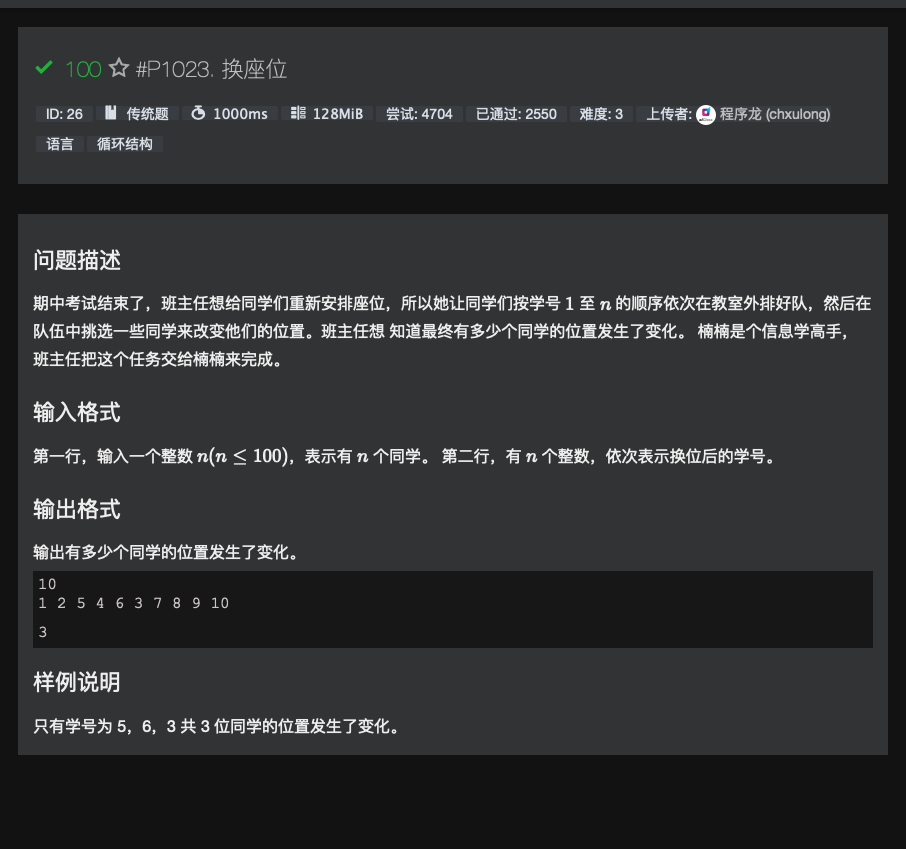 100 ☆ #P1023. 换座位
ID: 26 传统题 1000ms 128MiB 尝试: 4704 已通过: 2550 难度: 3 上传者: 程序龙 (chxulong)
语言 循环结构
问题描述
期中考试结束了，班主任想给同学们重新安排座位，所以她让同学们按学号 1 至 n 的顺序依次在教室外排好队，然后在
队伍中挑选一些同学来改变他们的位置。班主任想 知道最终有多少个同学的位置发生了变化。 楠楠是个信息学高手，
班主任把这个任务交给楠楠来完成。
输入格式
第一行，输入一个整数 n(n ≤ 100)，表示有 n 个同学。 第二行，有 n 个整数，依次表示换位后的学号。
输出格式
输出有多少个同学的位置发生了变化。
10
1 2 5 4 6 3 7 8 9 10
3
样例说明
只有学号为 5，6，3 共 3 位同学的位置发生了变化。